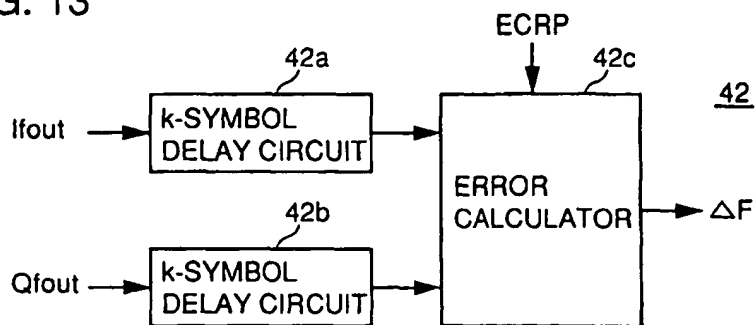 G. 13
ECRP
42a
42c
42
Ifout
k-SYMBOL
DELAY CIRCUIT
ERROR
CALCULATOR
ΔF
42b
Qfout
k-SYMBOL
DELAY CIRCUIT